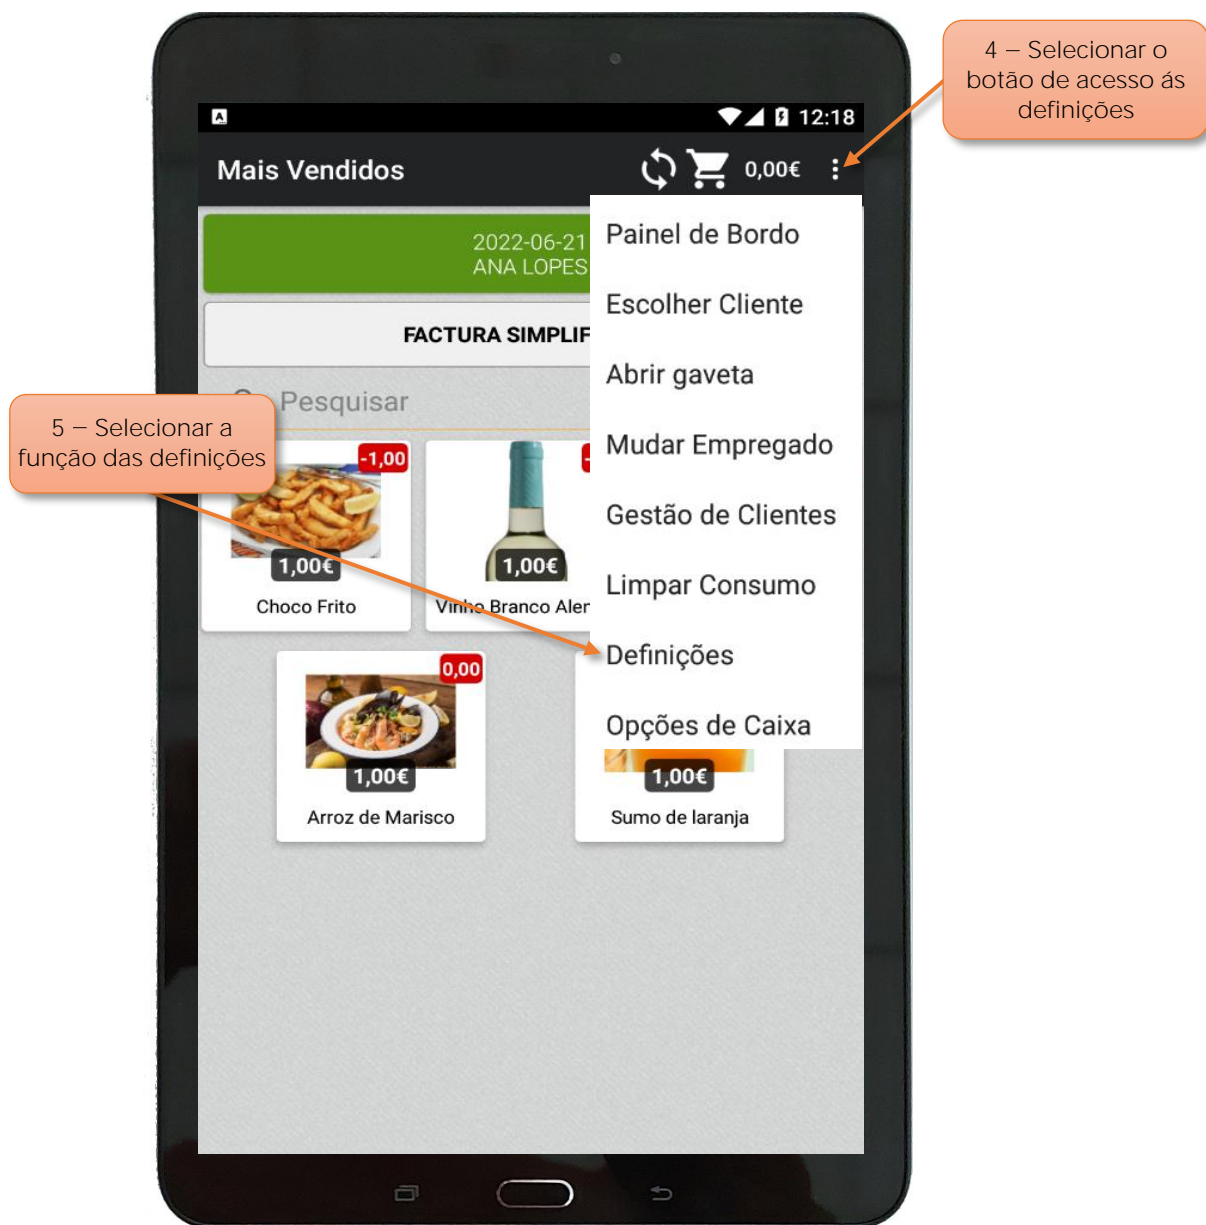 4 – Selecionar o
botão de acesso ás
definições
12:18
Mais Vendidos
0,00€
2022-06-21
ANA LOPES
FACTURA SIMPLIF
Pesquisar
Painel de Bordo
Escolher Cliente
Abrir gaveta
Mudar Empregado
Gestão de Clientes
Limpar Consumo
Definições
Opções de Caixa
5 – Selecionar a
função das definições
-1,00
1,00€
Choco Frito
1,00€
Vinho Branco Alen
0,00
1,00€
Arroz de Marisco
1,00€
Sumo de laranja